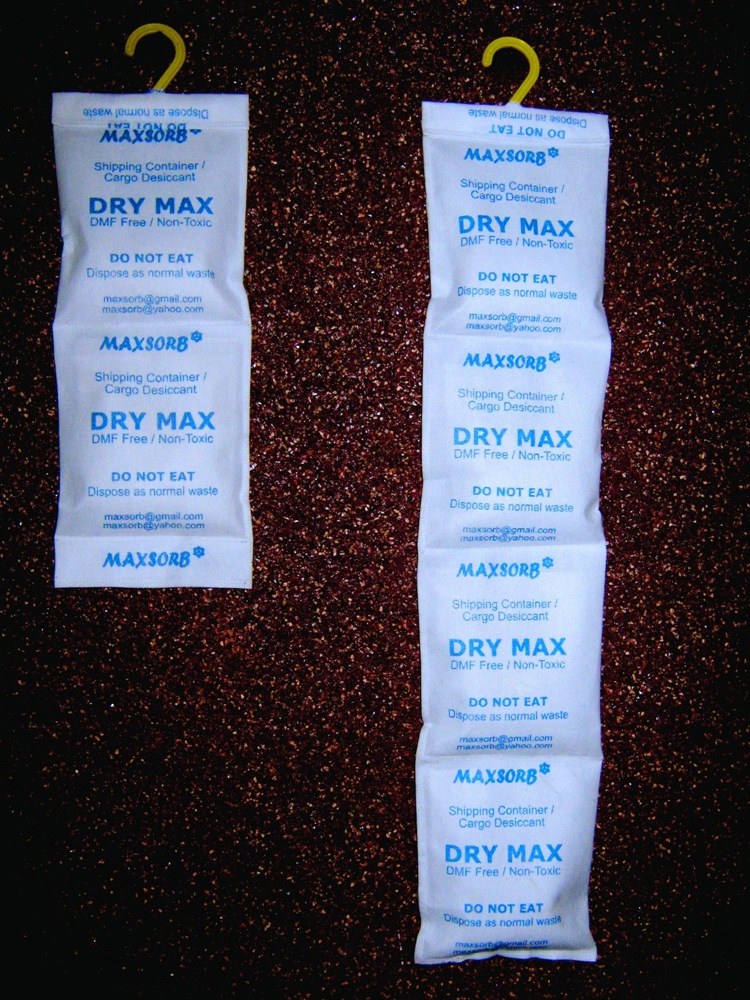 Dispose as normal waste
DO NOT EAT
MAXSORB
Shipping Container /
Cargo Desiccant
DRY MAX
DMF Free / Non-Toxic
DO NOT EAT
Dispose as normal waste
maxsorb@gmail.com
maxsorb@yahoo.com
MAXSORB
Shipping Container /
Cargo Desiccant
DRY MAX
DMF Free / Non-Toxic
DO NOT EAT
Dispose as normal waste
maxsorb@gmail.com
maxsorb@yahoo.com
MAXSORB
Dispose as normal waste
DO NOT EAT
MAXSORB
Shipping Container /
Cargo Desiccant
DRY MAX
DMF Free / Non-Toxic
DO NOT EAT
Dispose as normal waste
maxsorb@gmail.com
maxsorb@yahoo.com
MAXSORB
Shipping Container /
Cargo Desiccant
DRY MAX
DMF Free / Non-Toxic
DO NOT EAT
Dispose as normal waste
maxsorb@gmail.com
maxsorb@yahoo.com
MAXSORB
Shipping Container /
Cargo Desiccant
DRY MAX
DMF Free / Non-Toxic
DO NOT EAT
Dispose as normal waste
maxsorb@gmail.com
maxsorb@yahoo.com
MAXSORB
Shipping Container /
Cargo Desiccant
DRY MAX
DMF Free / Non-Toxic
DO NOT EAT
Dispose as normal waste
maxsorb@gmail.com